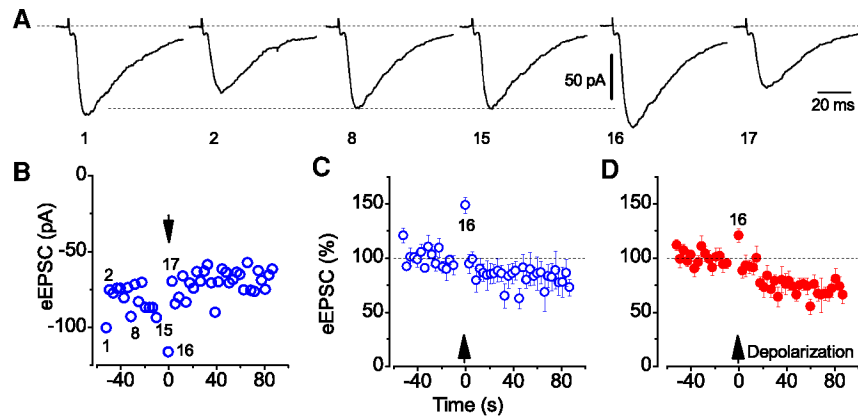 A
50 pA
20 ms
1 2 8 15 16 17
B
eEPSC (pA)
0
-50
-100
2
17
1
8
15
16
-40 0 40 80
C
eEPSC (%)
150
100
50
0
16
-40 0 40 80
Time (s)
D
150
100
50
0
16
Depolarization
-40 0 40 80